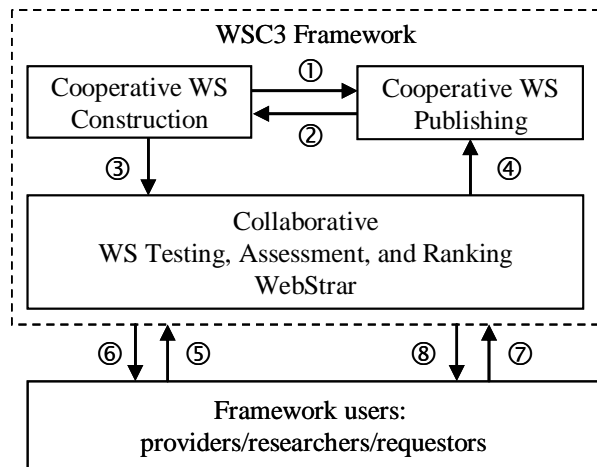 WSC3 Framework
Cooperative WS
Construction
①
②
Cooperative WS
Publishing
③
④
Collaborative
WS Testing, Assessment, and Ranking
WebStrar
⑥
⑤
⑧
⑦
Framework users:
providers/researchers/requestors